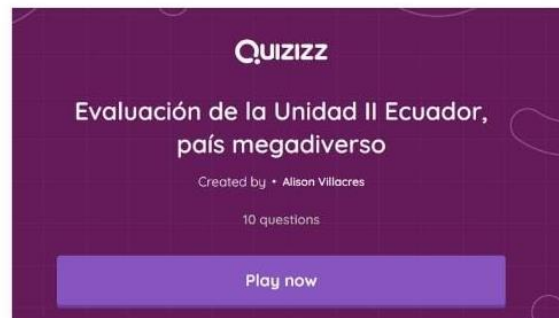 Quizizz
Evaluación de la Unidad II Ecuador,
país megadiverso
Created by • Alison Villacres
10 questions
Play now